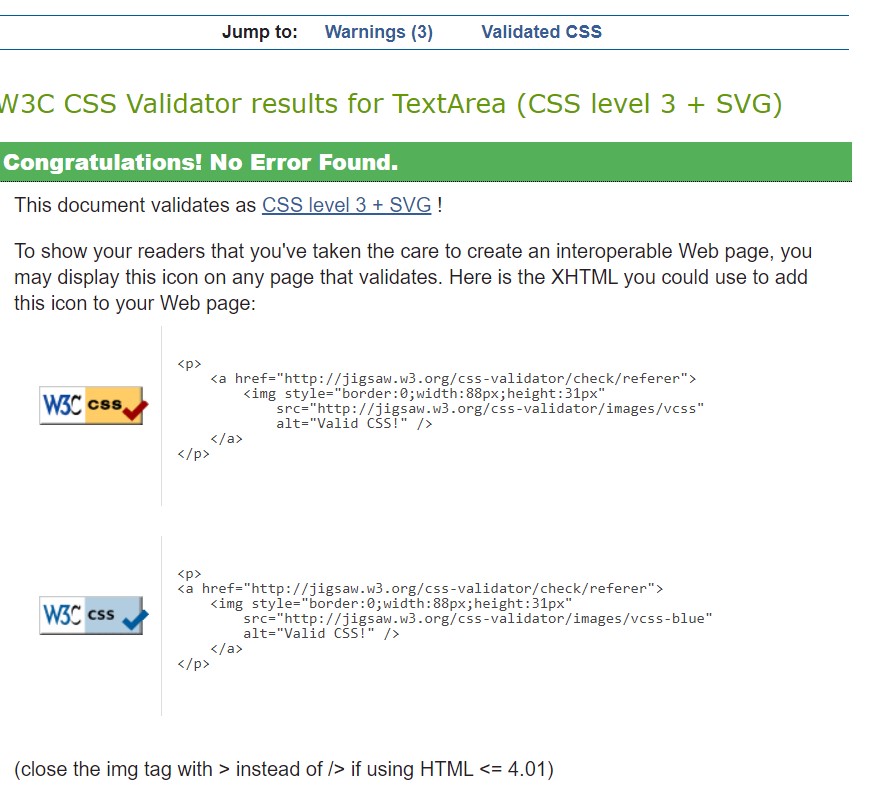 Jump to: Warnings (3) Validated CSS
W3C CSS Validator results for TextArea (CSS level 3 + SVG)
Congratulations! No Error Found.
This document validates as CSS level 3 + SVG !
To show your readers that you've taken the care to create an interoperable Web page, you
may display this icon on any page that validates. Here is the XHTML you could use to add
this icon to your Web page:
W3C css
<p>
    <a href="http://jigsaw.w3.org/css-validator/check/referer">
        <img style="border:0;width:88px;height:31px"
            src="http://jigsaw.w3.org/css-validator/images/vcss"
            alt="Valid CSS!" />
    </a>
</p>
W3C css
<p>
<a href="http://jigsaw.w3.org/css-validator/check/referer">
    <img style="border:0;width:88px;height:31px"
        src="http://jigsaw.w3.org/css-validator/images/vcss-blue"
        alt="Valid CSS!" />
    </a>
</p>
(close the img tag with > instead of /> if using HTML <= 4.01)